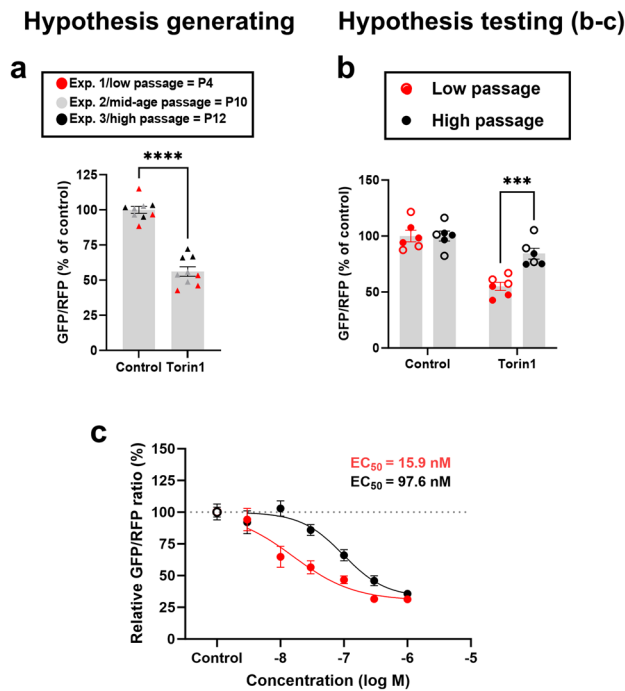 Hypothesis generating
Hypothesis testing (b-c)
a
Exp. 1/low passage = P4
Exp. 2/mid-age passage = P10
Exp. 3/high passage = P12
****
GFP/RFP (% of control)
125
100
75
50
25
0
Control Torin1
b
Low passage
High passage
***
GFP/RFP (% of control)
150
100
50
0
Control Torin1
c
EC50 = 15.9 nM
EC50 = 97.6 nM
Relative GFP/RFP ratio (%)
150
125
100
75
50
25
0
Control -8 -7 -6 -5
Concentration (log M)